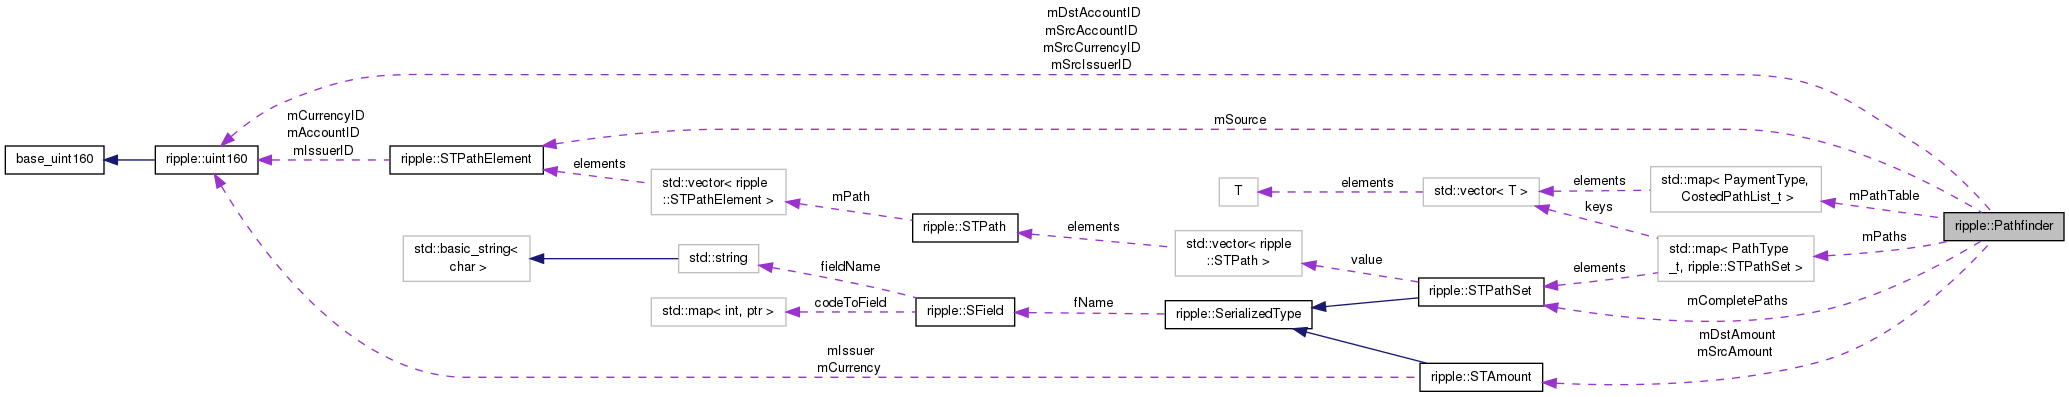 mDstAccountID
mSrcAccountID
mSrcCurrencyID
mSrcIssuerID
mCurrencyID
mAccountID
mIssuerID
mSource
base_uint160
ripple::uint160
ripple::STPathElement
elements
std::vector< ripple
::STPathElement >
mPath
ripple::STPath
elements
std::vector< ripple
::STPath >
value
T
elements
std::vector< T >
elements
keys
std::map< PaymentType,
CostedPathList_t >
mPathTable
ripple::Pathfinder
mPaths
std::map< PathType
_t, ripple::STPathSet >
elements
ripple::STPathSet
mCompletePaths
std::basic_string<
char >
std::string
fieldName
codeToField
std::map< int, ptr >
ripple::SField
fName
ripple::SerializedType
mDstAmount
mSrcAmount
mIssuer
mCurrency
ripple::STAmount